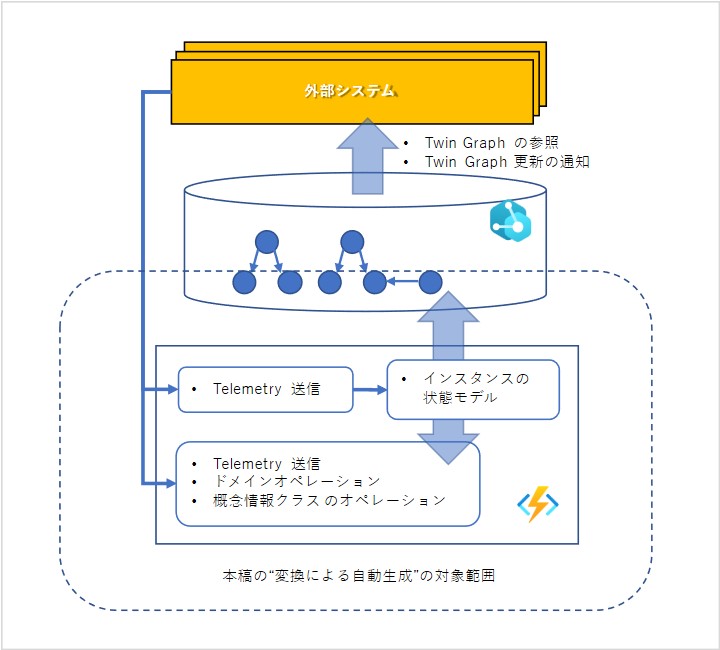 外部システム
• Twin Graph の参照
• Twin Graph 更新の通知
• Telemetry 送信
• インスタンスの
状態モデル
• Telemetry 送信
• ドメインオペレーション
• 概念情報クラスのオペレーション
本稿の“変換による自動生成”の対象範囲